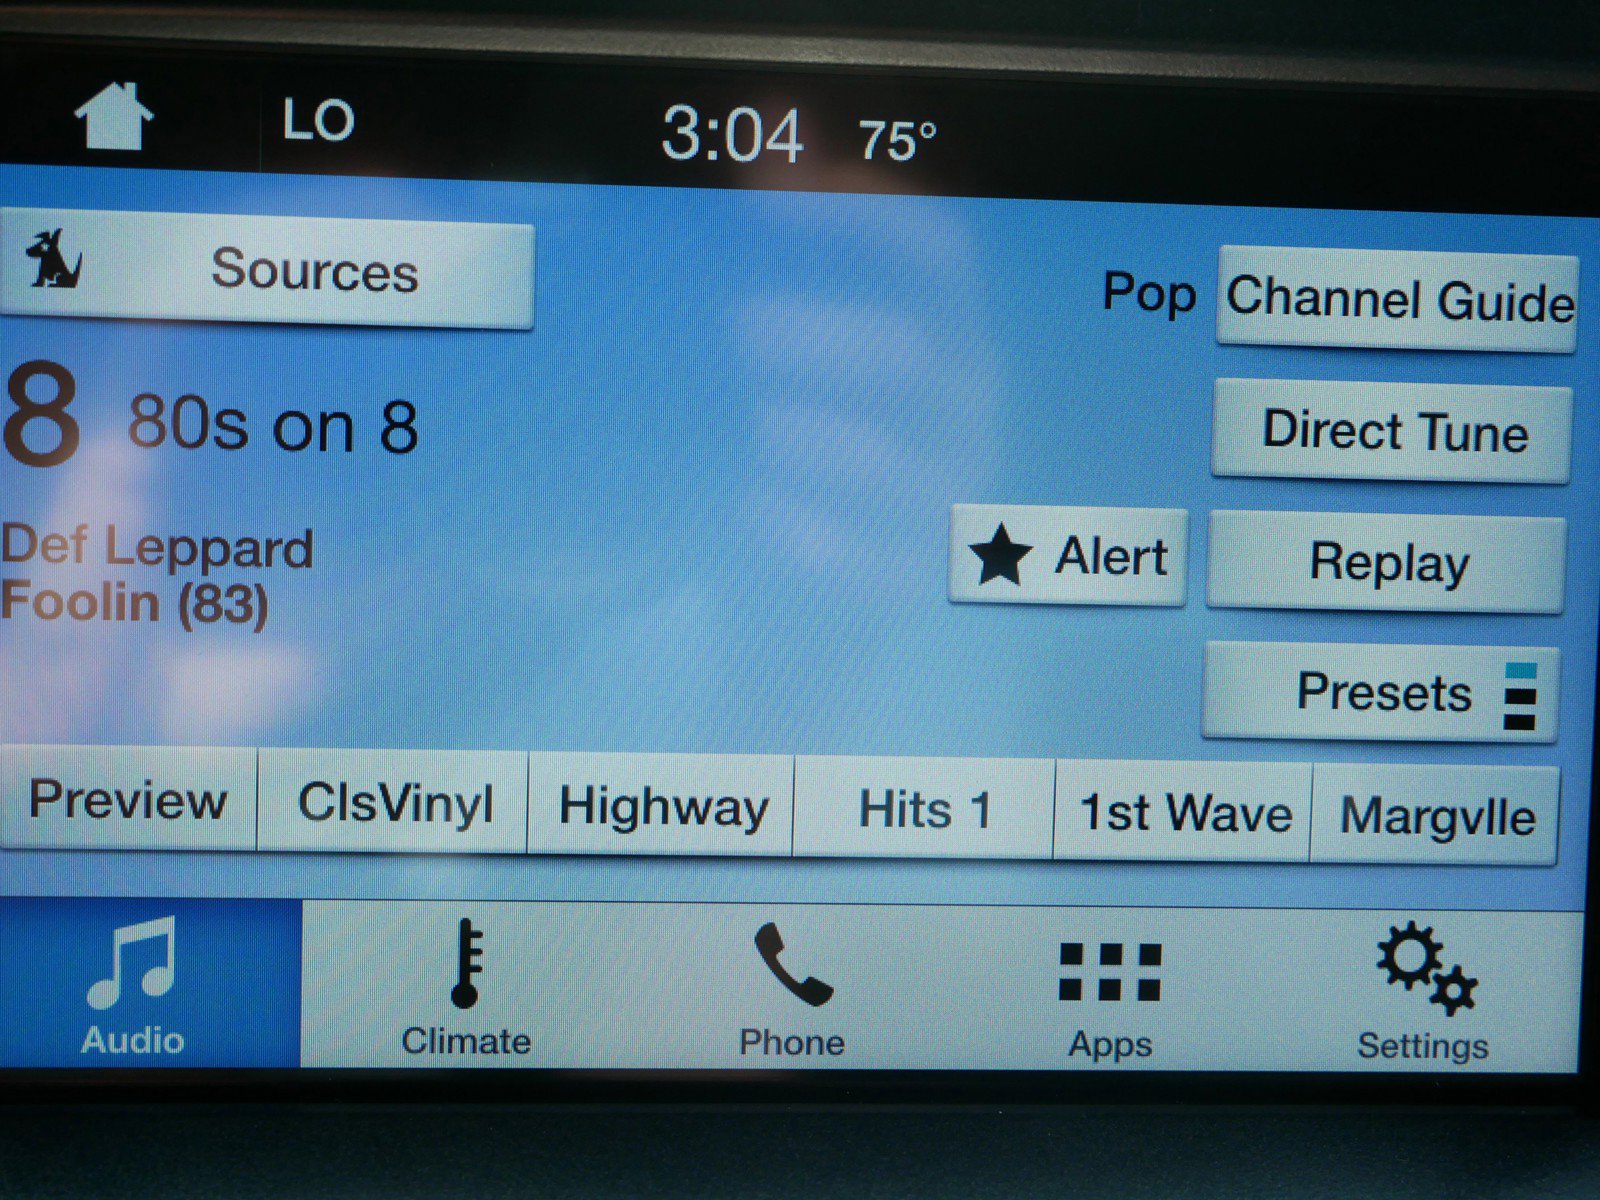 LO 3:04 75°
Sources
Pop Channel Guide
8 80s on 8
Direct Tune
Def Leppard
Foolin (83)
Alert
Replay
Presets
Preview ClsVinyl Highway Hits 1 1st Wave Margvlle
Audio Climate Phone Apps Settings